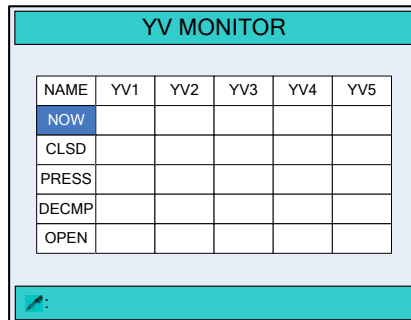 YV MONITOR
NAME YV1 YV2 YV3 YV4 YV5
NOW
CLSD
PRESS
DECMP
OPEN
: